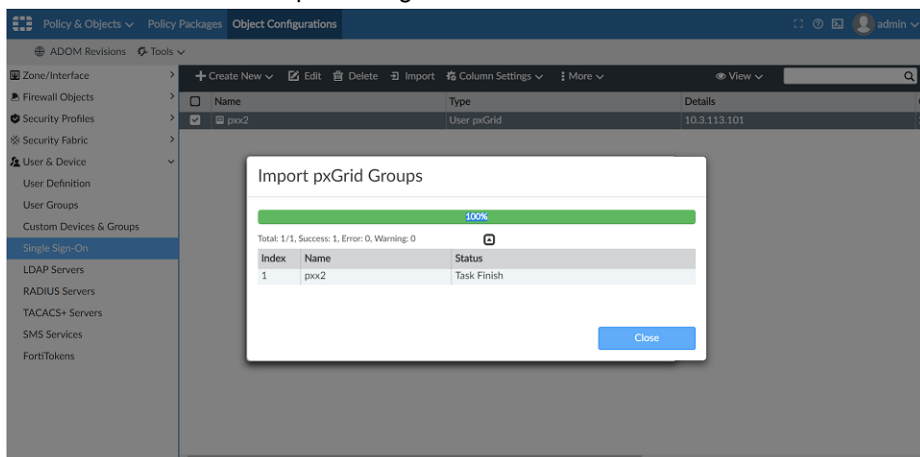 Policy & Objects Policy Packages Object Configurations admin
ADOM Revisions Tools
Zone/Interface
Firewall Objects
Security Profiles
Security Fabric
User & Device
User Definition
User Groups
Custom Devices & Groups
Single Sign-On
LDAP Servers
RADIUS Servers
TACACS+ Servers
SMS Services
FortiTokens
Create New Edit Delete Import Column Settings More View
Name Type Details
pxx2 User pxGrid 10.3.113.101
Import pxGrid Groups
100%
Total: 1/1, Success: 1, Error: 0, Warning: 0
Index Name Status
1 pxx2 Task Finish
Close